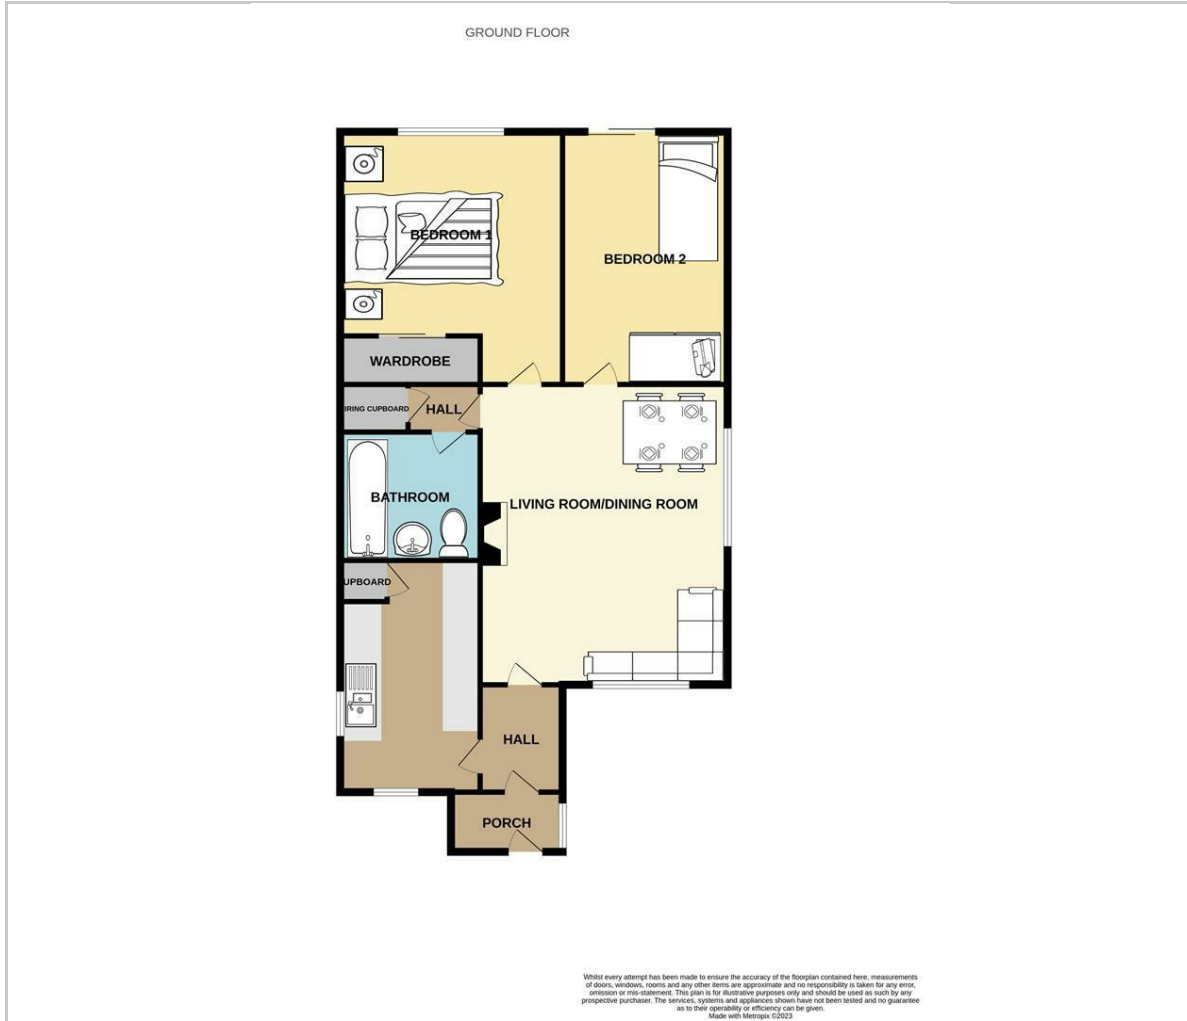 GROUND FLOOR
BEDROOM 1
BEDROOM 2
WARDROBE
IRING CUPBOARD
HALL
BATHROOM
LIVING ROOM/DINING ROOM
UPBOARD
HALL
PORCH
Whilst every attempt has been made to ensure the accuracy of the floorplan contained here, measurements
of doors, windows, rooms and any other items are approximate and no responsibility is taken for any error,
omission or mis-statement. This plan is for illustrative purposes only and should be used as such by any
prospective purchaser. The services, systems and appliances shown have not been tested and no guarantee
as to their operability or efficiency can be given.
Made with Metropix ©2023